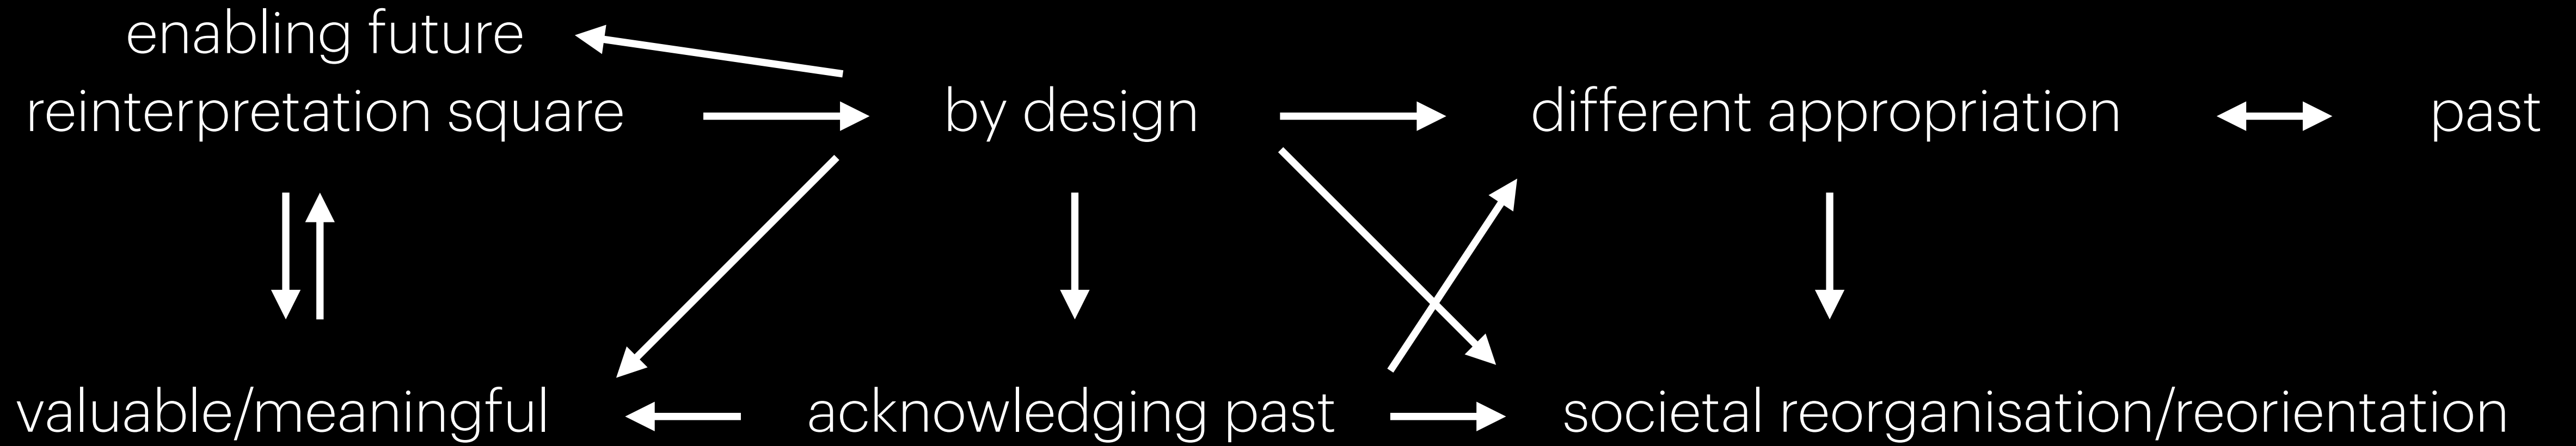 enabling future
reinterpretation square by design different appropriation past
valuable/meaningful acknowledging past societal reorganisation/reorientation